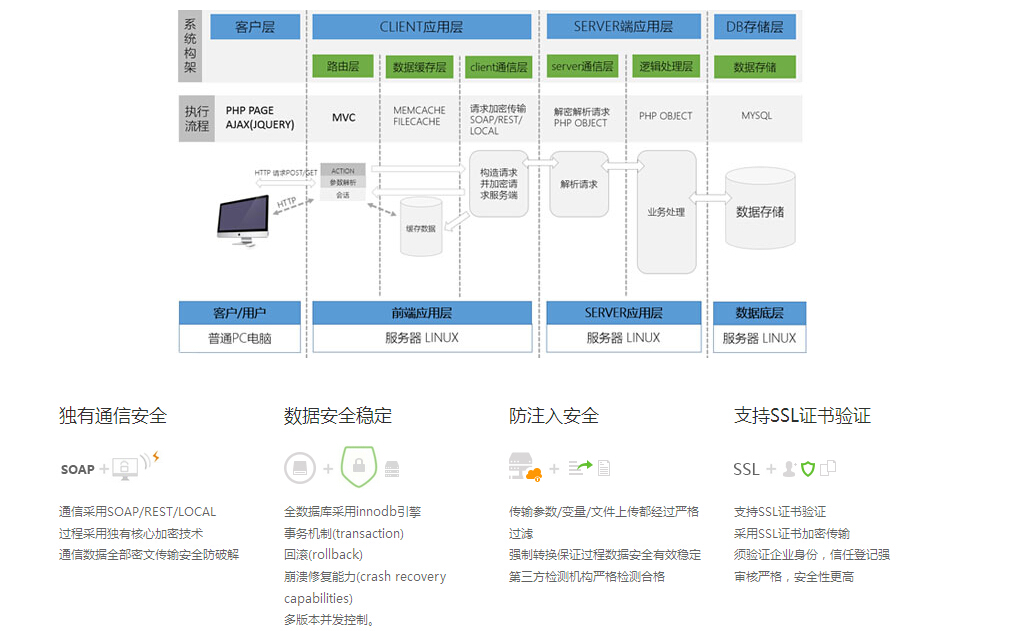 系统构架
客户层
CLIENT应用层
SERVER端应用层
DB存储层
路由层
数据缓存层
client通信层
server通信层
逻辑处理层
数据存储
执行
流程
PHP PAGE
AJAX(JQUERY)
MVC
MEMCACHE
FILECACHE
请求加密传输
SOAP/REST/
LOCAL
解密解析请求
PHP OBJECT
PHP OBJECT
MYSQL
HTTP 请求POST/GET
HTTP
ACTION
参数解析
会话
缓存数据
构造请求
并加密请
求服务端
解析请求
业务处理
数据存储
客户/用户
前端应用层
SERVER应用层
数据底层
普通PC电脑
服务器 LINUX
服务器 LINUX
服务器 LINUX
独有通信安全
SOAP +
通信采用SOAP/REST/LOCAL
过程采用独有核心加密技术
通信数据全部密文传输安全防破解
数据安全稳定
+
全数据库采用innodb引擎
事务机制(transaction)
回滚(rollback)
崩溃修复能力(crash recovery
capabilities)
多版本并发控制。
防注入安全
+
传输参数/变量/文件上传都经过严格
过滤
强制转换保证过程数据安全有效稳定
第三方检测机构严格检测合格
支持SSL证书验证
SSL +
支持SSL证书验证
采用SSL证书加密传输
须验证企业身份，信任登记强
审核严格，安全性更高